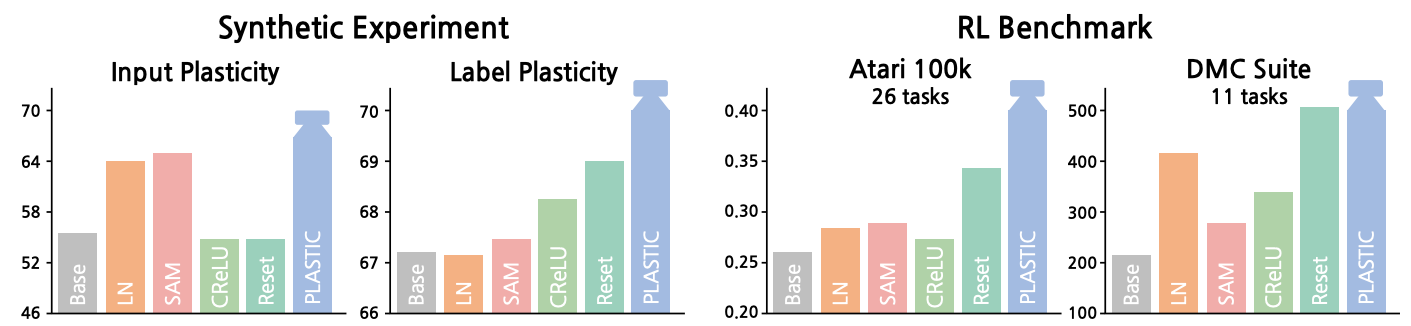 Synthetic Experiment
RL Benchmark
Input Plasticity
70
64
58
52
46
Base
LN
SAM
CReLU
Reset
PLASTIC
Label Plasticity
70
69
68
67
66
Base
LN
SAM
CReLU
Reset
PLASTIC
Atari 100k
26 tasks
0.40
0.35
0.30
0.25
0.20
Base
LN
SAM
CReLU
Reset
PLASTIC
DMC Suite
11 tasks
500
400
300
200
100
Base
LN
SAM
CReLU
Reset
PLASTIC